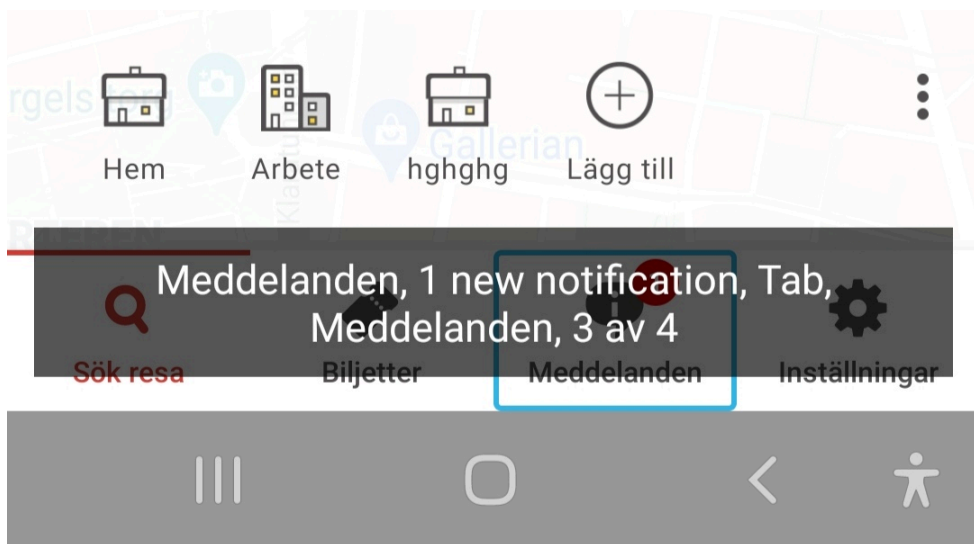 Gallerian
Hem
Arbete
hghghg
Lägg till
Meddelanden, 1 new notification, Tab,
Meddelanden, 3 av 4
Sök resa
Biljetter
Meddelanden
Inställningar